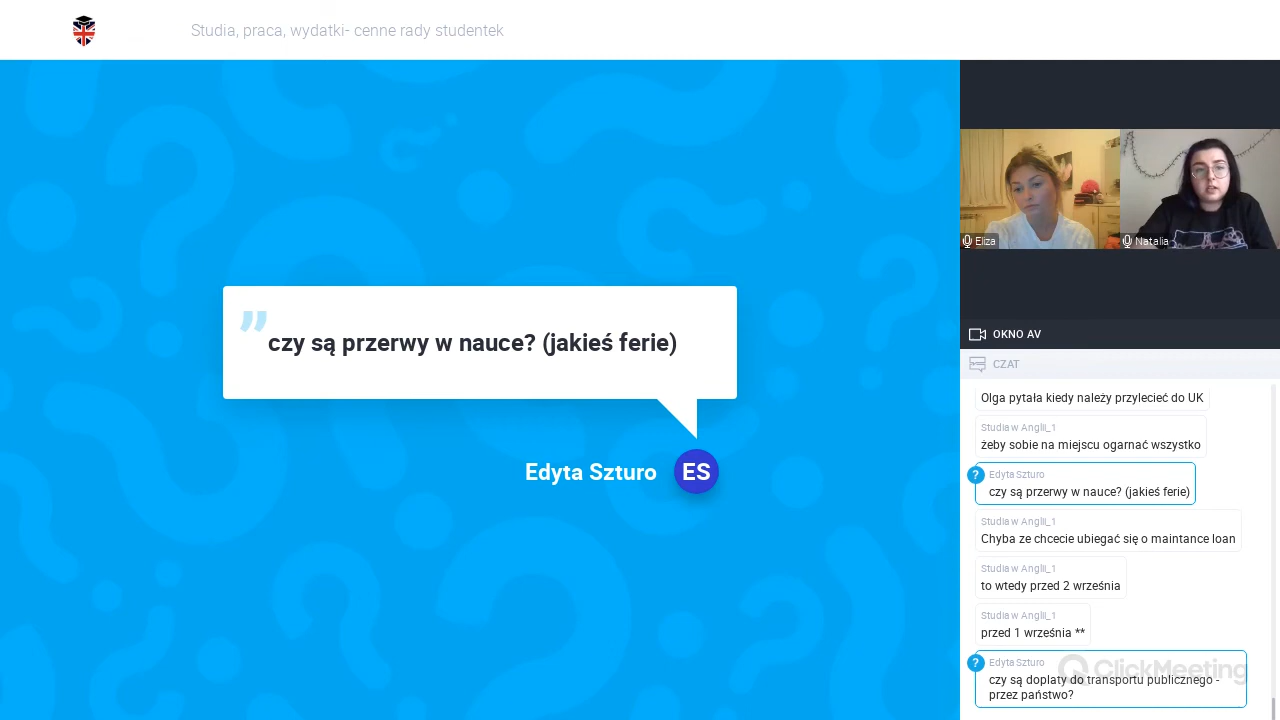 Studia, praca, wydatki- cenne rady studentek
czy są przerwy w nauce? (jakieś ferie)
Edyta Szturo
ES
Eliza
Natalia
OKNO AV
CZAT
Olga pytała kiedy należy przylecieć do UK
Studia w Anglii_1
żeby sobie na miejscu ogarnać wszystko
?
Edyta Szturo
czy są przerwy w nauce? (jakieś ferie)
Studia w Anglii_1
Chyba ze chcecie ubiegać się o maintance loan
Studia w Anglii_1
to wtedy przed 2 września
Studia w Anglii_1
przed 1 września **
?
Edyta Szturo
czy są dopłaty do transportu publicznego -
przez państwo?
ClickMeeting